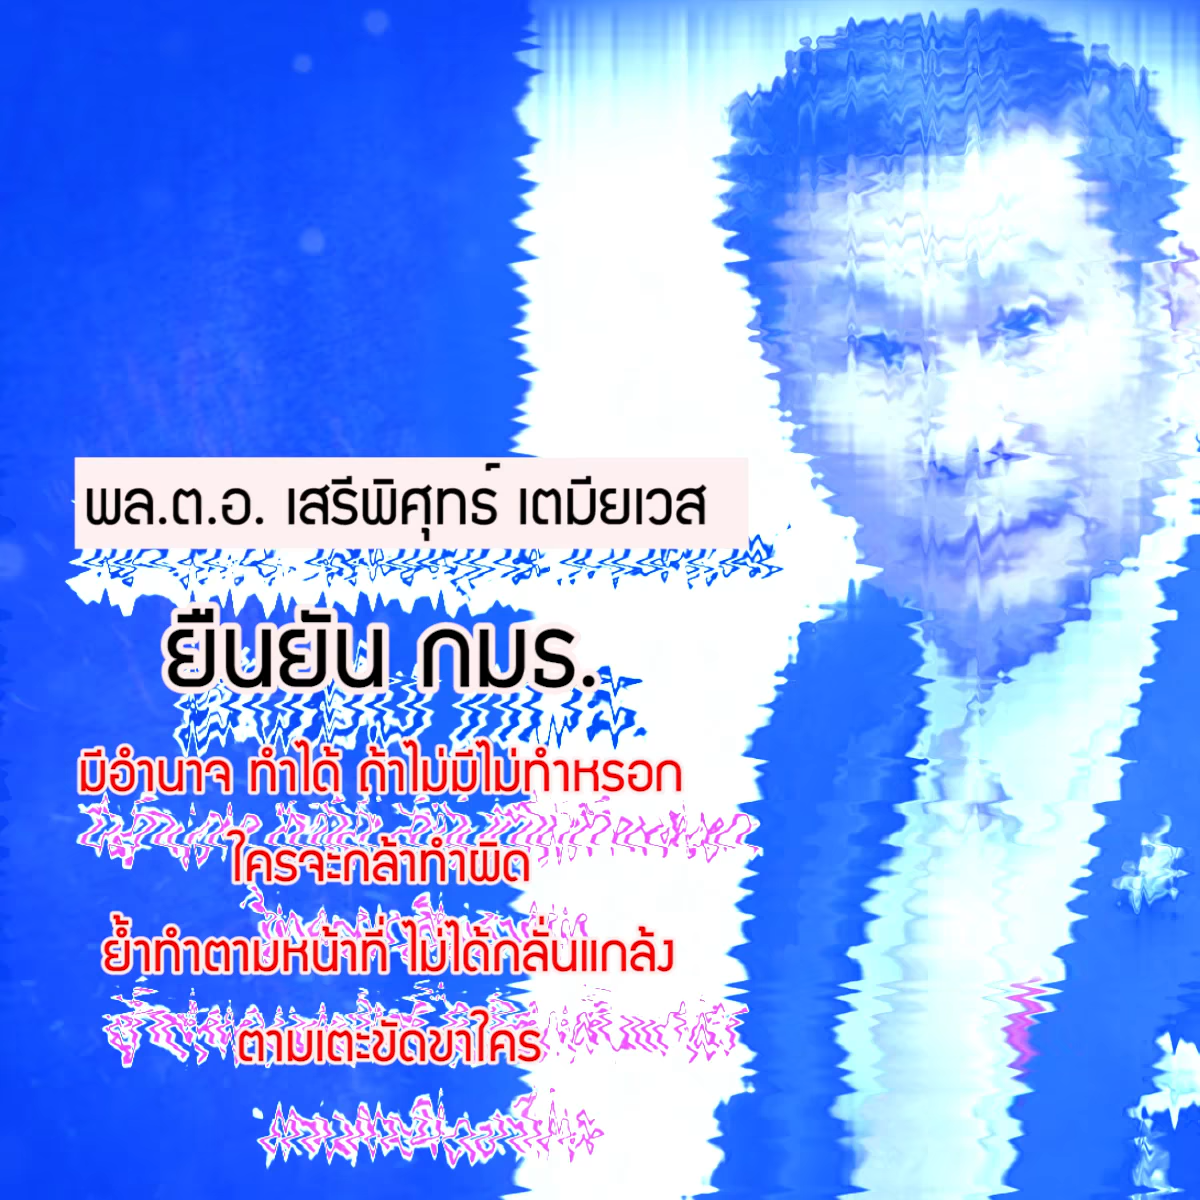 พล.ต.อ. เสรีพิศุทธ์ เตมียเวส
ยืนยัน กมธ.
มีอำนาจ ทำได้ ถ้าไม่มีไม่ทำหรอก
ใครจะกล้าทำผิด
ย้ำทำตามหน้าที่ ไม่ได้กลั่นแกล้ง
ตามเตะขัดขาใคร